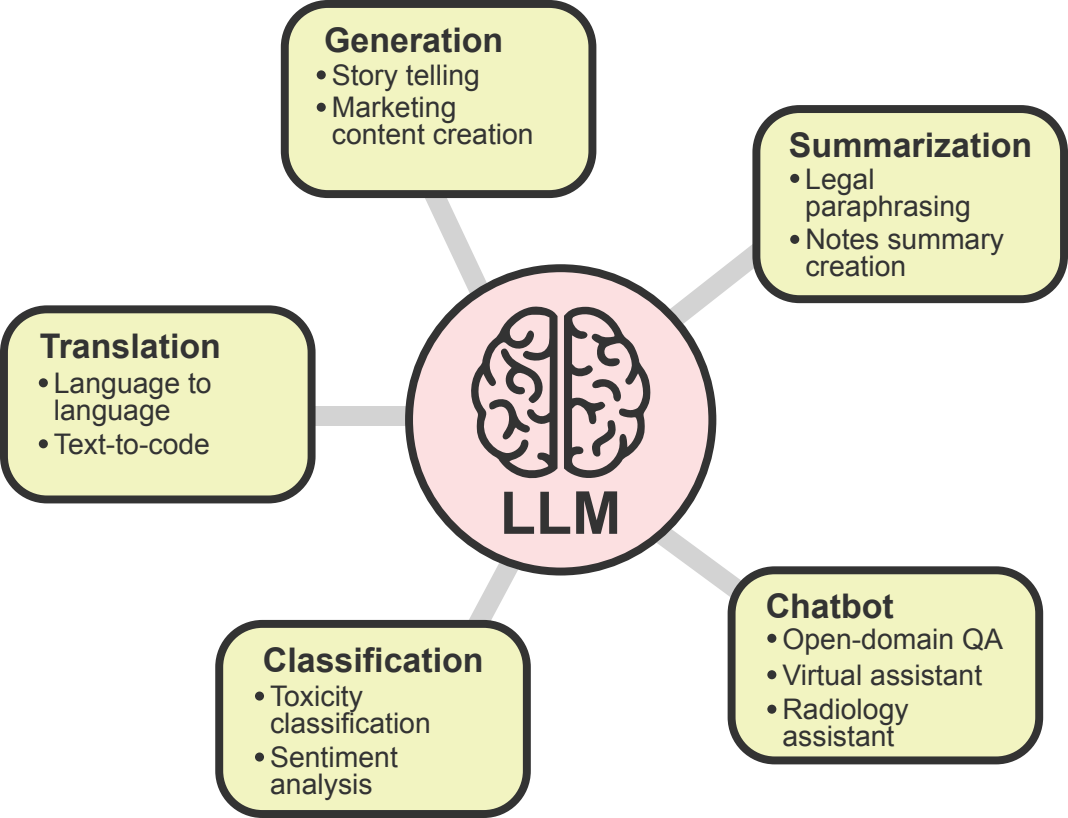 Generation
• Story telling
• Marketing
content creation
Summarization
• Legal
paraphrasing
• Notes summary
creation
Translation
• Language to
language
• Text-to-code
LLM
Classification
• Toxicity
classification
• Sentiment
analysis
Chatbot
• Open-domain QA
• Virtual assistant
• Radiology
assistant